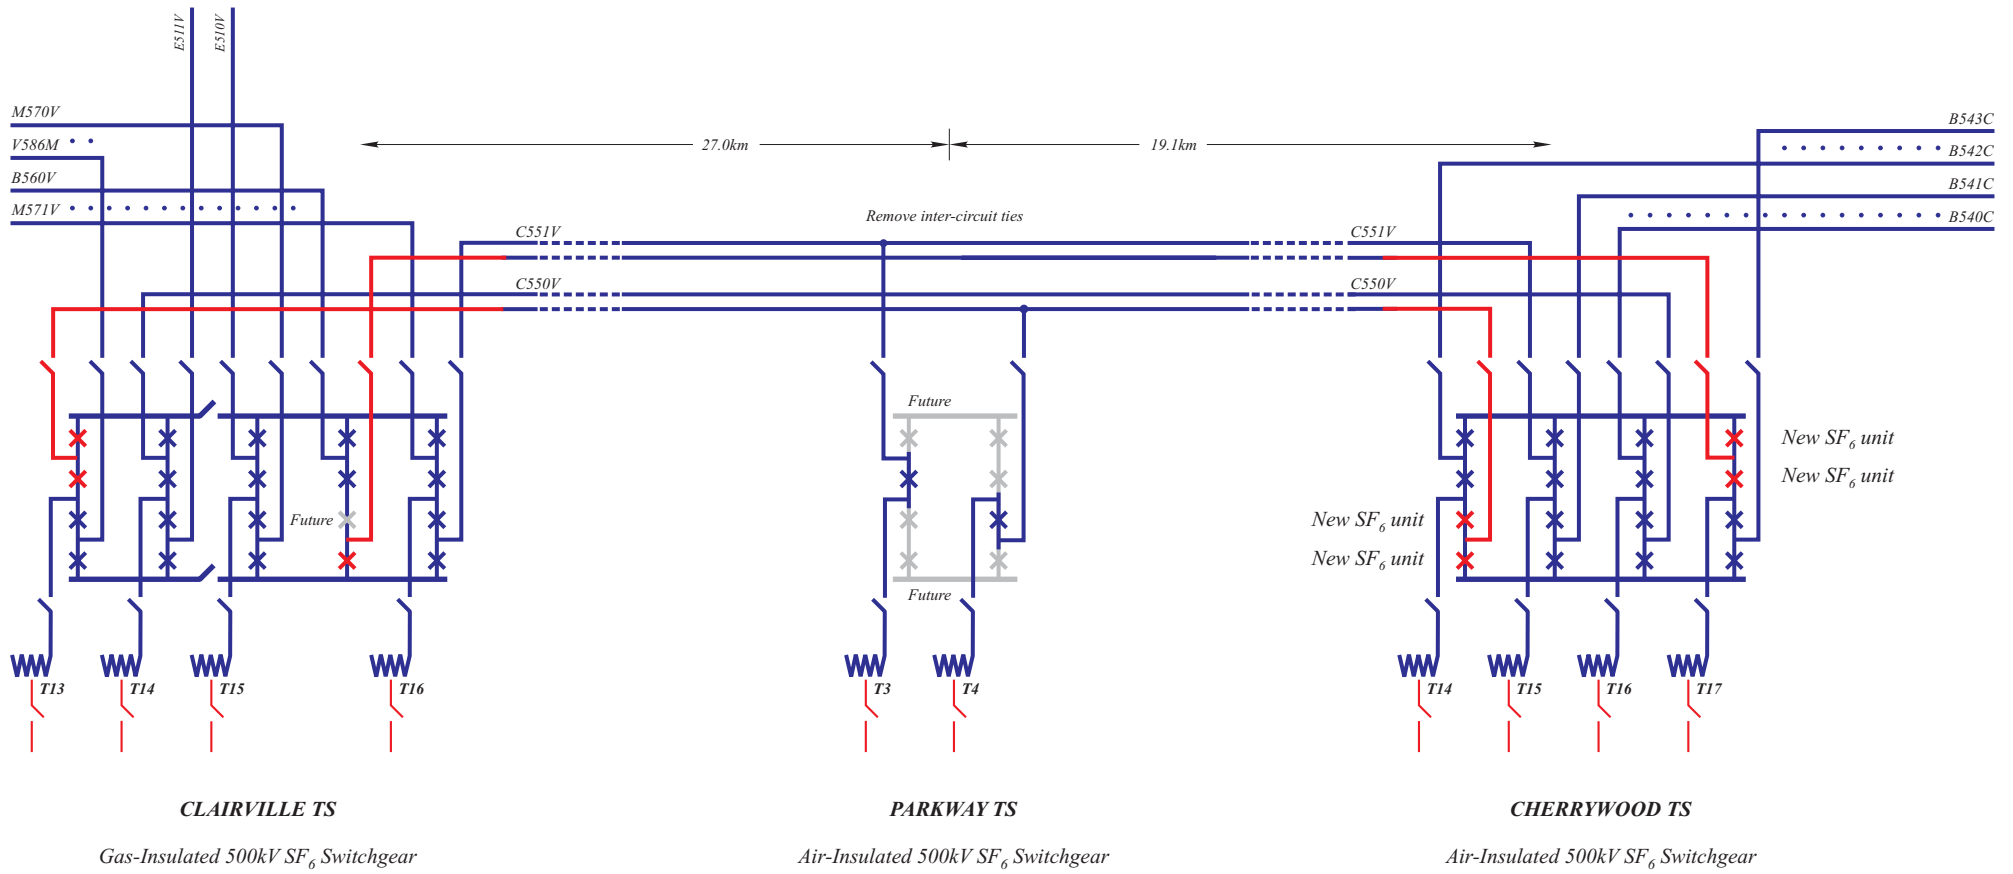 E511V
E510V
M570V
V586M
B560V
M571V
27.0km
19.1km
B543C
B542C
B541C
B540C
Remove inter-circuit ties
C551V
C551V
C550V
C550V
Future
New SF₆ unit
New SF₆ unit
Future
New SF₆ unit
New SF₆ unit
Future
T13
T14
T15
T16
T3
T4
T14
T15
T16
T17
CLAIRVILLE TS
PARKWAY TS
CHERRYWOOD TS
Gas-Insulated 500kV SF₆ Switchgear
Air-Insulated 500kV SF₆ Switchgear
Air-Insulated 500kV SF₆ Switchgear